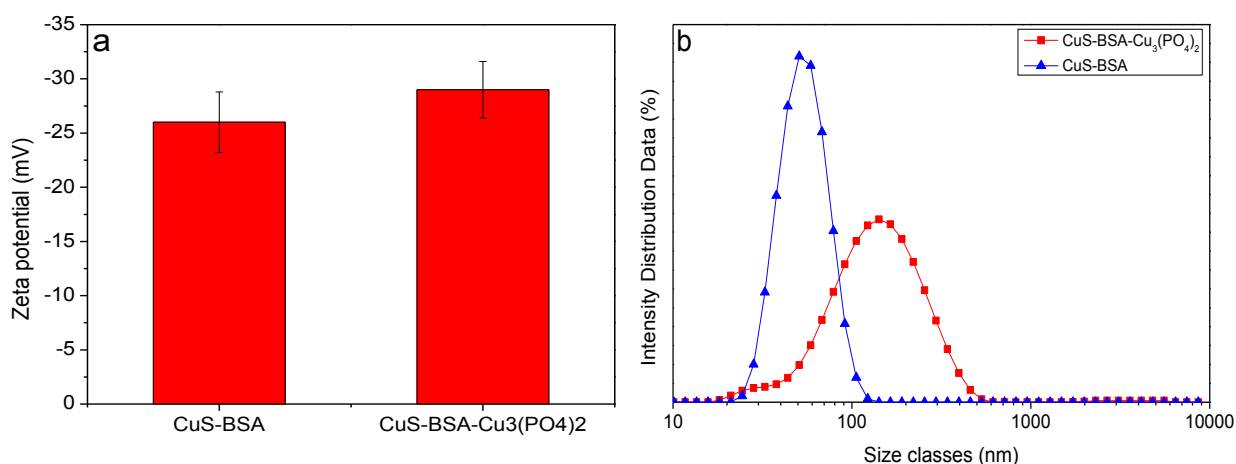 a
Zeta potential (mV)
-35
-30
-25
-20
-15
-10
-5
0
CuS-BSA
CuS-BSA-Cu3(PO4)2
b
Intensity Distribution Data (%)
CuS-BSA-Cu₃(PO₄)₂
CuS-BSA
10
100
1000
10000
Size classes (nm)